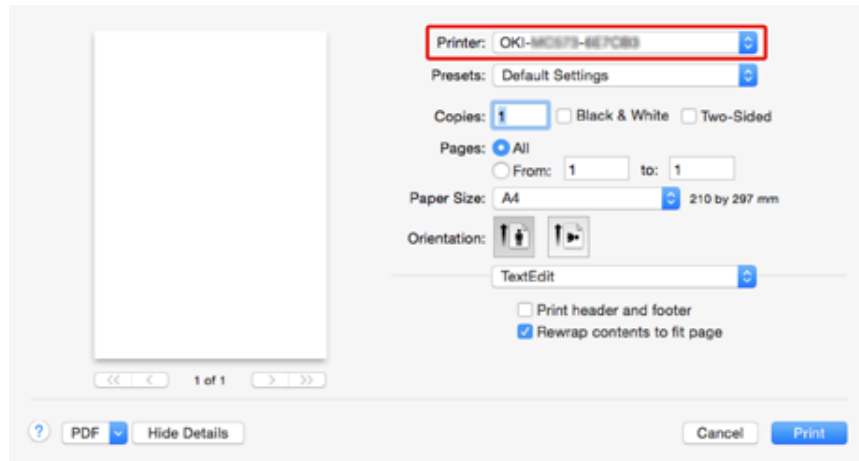 Printer: OKI-
Presets: Default Settings
Copies: 1 Black & White Two-Sided
Pages: All
From: 1 to: 1
Paper Size: A4 210 by 297 mm
Orientation:
TextEdit
Print header and footer
Rewrap contents to fit page
<< < 1 of 1 > >>
? PDF Hide Details Cancel Print